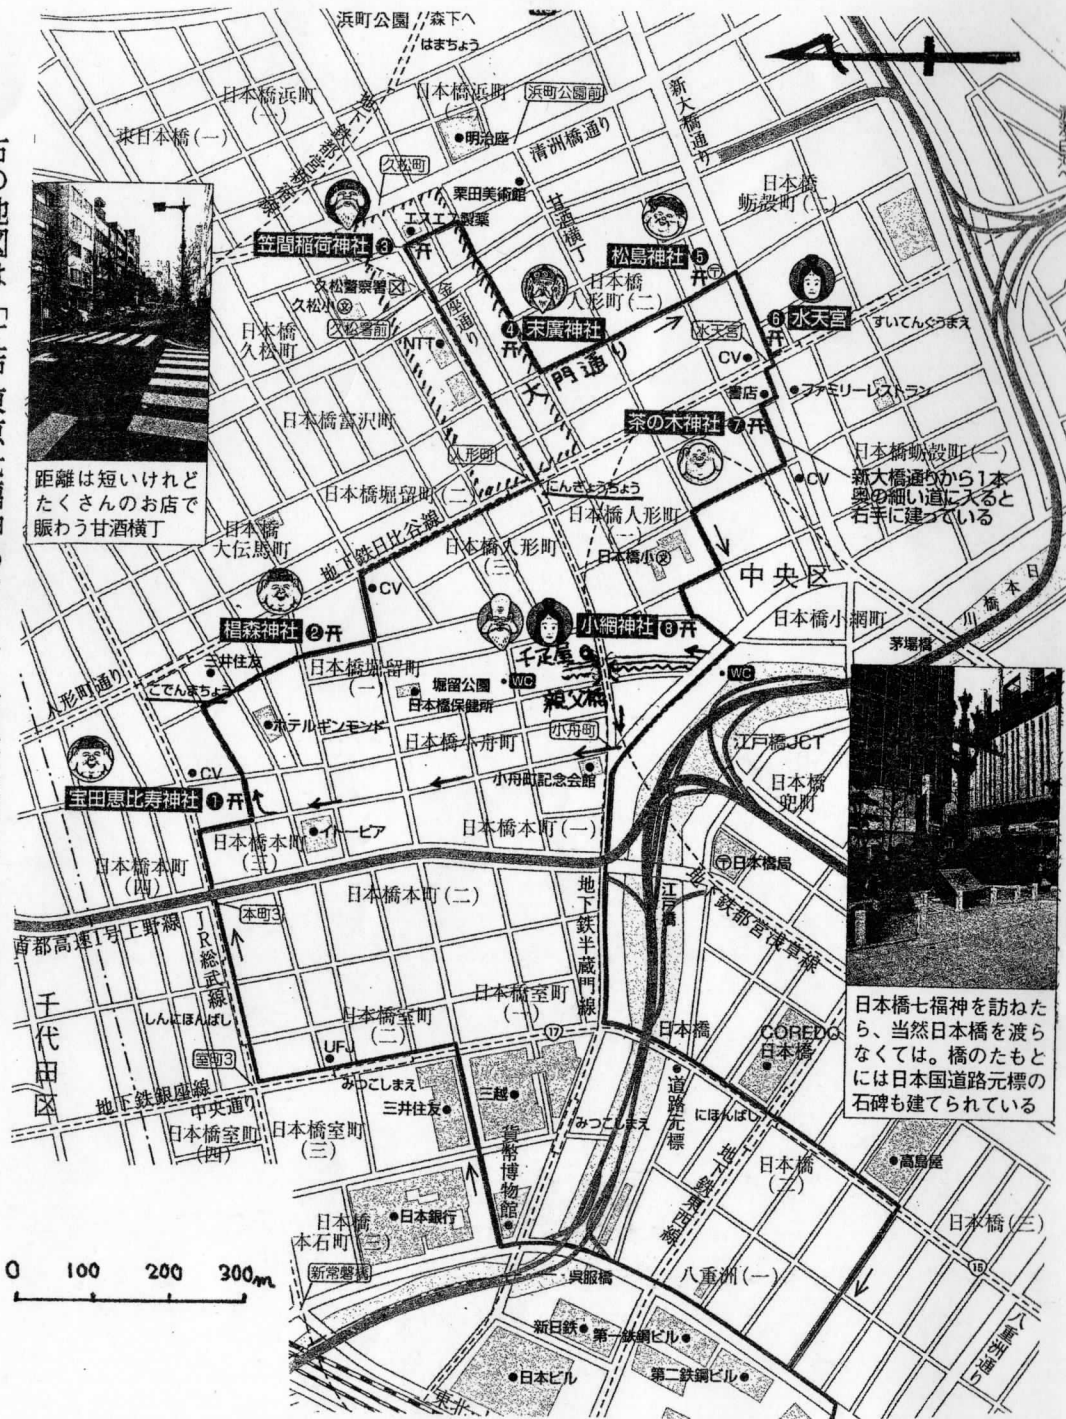 浜町公園
森下へ
はまちょう
日本橋浜町
(一)
東日本橋(一)
地下鉄都営新宿線
日本橋浜町
(二)
浜町公園前
明治座
清洲橋通り
新大橋通り
久松町
栗田美術館
エスエス製薬
甘酒横丁
日本橋
蛎殻町(二)
笠間稲荷神社 3
松島神社 5
久松警察署
久松小 文
久松署前
金座通り
日本橋
久松町
NTT
4 末廣神社
日本橋
人形町(二)
6 水天宮
水天宮
すいてんぐうまえ
CV
大門通り
書店
ファミリーレストラン
日本橋富沢町
茶の木神社 7
人形町
日本橋蛎殻町(一)
CV
新大橋通りから1本
奥の細い道に入ると
右手に建っている
距離は短いけれど
たくさんのお店で
賑わう甘酒横丁
日本橋堀留町(二)
にんぎょうちょう
日本橋人形町
(一)
日本橋
大伝馬町
地下鉄日比谷線
日本橋人形町
(三)
日本橋小 文
中央区
CV
椙森神社 2
小網神社 8
日本橋小網町
日本橋川
茅場橋
三井住友
こでんまちょう
人形町通り
日本橋堀留町
(一)
堀留公園
日本橋保健所
WC
千疋屋
親父橋
WC
ホテルギンモンド
日本橋小舟町
小舟町
小舟町記念会館
江戸橋JCT
日本橋
兜町
CV
宝田恵比寿神社 1
日本橋本町
(三)
イトーピア
日本橋本町(一)
日本橋本町
(四)
日本橋本町(二)
〒日本橋局
江戸橋
地下鉄都営浅草線
地下鉄半蔵門線
本町3
首都高速1号上野線
JR総武線
しんにほんばし
千代田区
日本橋室町
(一)
日本橋室町
(二)
17
日本橋
COREDO
日本橋
室町3
UFJ
みつこしまえ
地下鉄銀座線
中央通り
三井住友
三越
みつこしまえ
道路元標
にほんばし
日本橋室町
(四)
日本橋室町
(三)
貨幣博物館
地下鉄東西線
日本橋
(二)
高島屋
日本橋七福神を訪ねた
ら、当然日本橋を渡ら
なくては。橋のたもと
には日本国道路元標の
石碑も建てられている
日本銀行
日本橋
本石町(三)
日本橋(三)
新常磐橋
呉服橋
八重洲(一)
15
八重洲通り
0 100 200 300m
新日鉄
第一鉄鋼ビル
第二鉄鋼ビル
日本ビル
東北